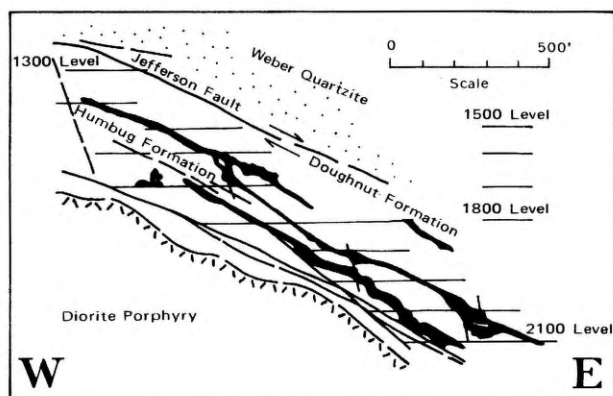 Weber Quartzite
0 500'
Scale
1300 Level
Jefferson Fault
1500 Level
Humbug Formation
Doughnut Formation
1800 Level
Diorite Porphyry
2100 Level
W E